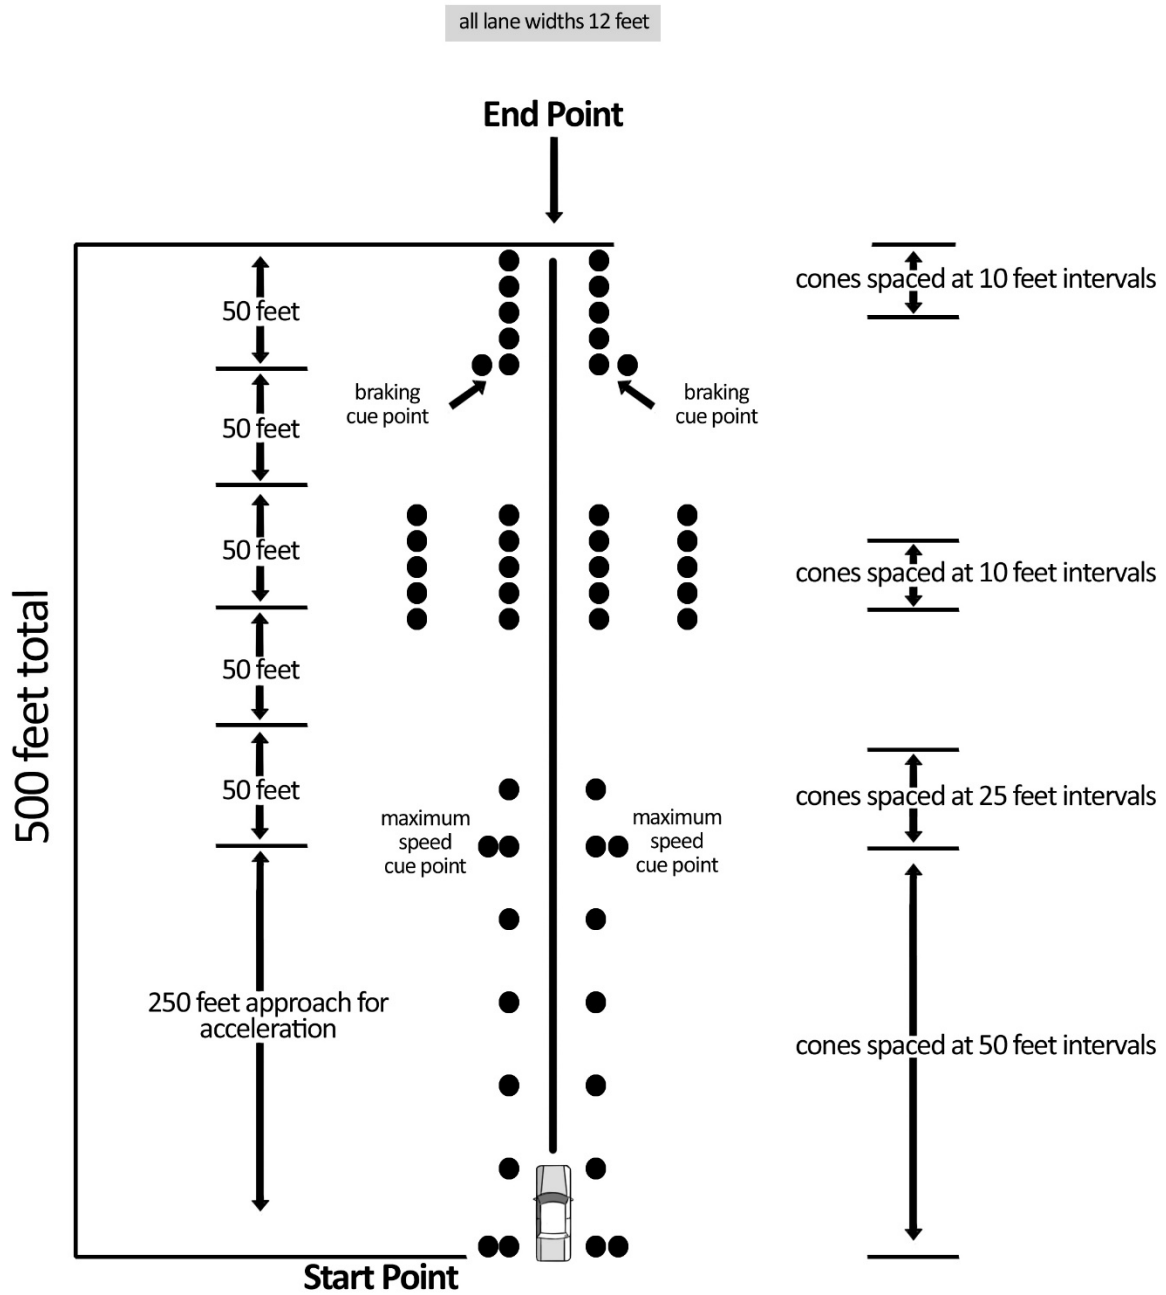 all lane widths 12 feet
End Point
50 feet
cones spaced at 10 feet intervals
braking
cue point
braking
cue point
50 feet
50 feet
cones spaced at 10 feet intervals
50 feet
500 feet total
50 feet
cones spaced at 25 feet intervals
maximum
speed
cue point
maximum
speed
cue point
250 feet approach for
acceleration
cones spaced at 50 feet intervals
Start Point